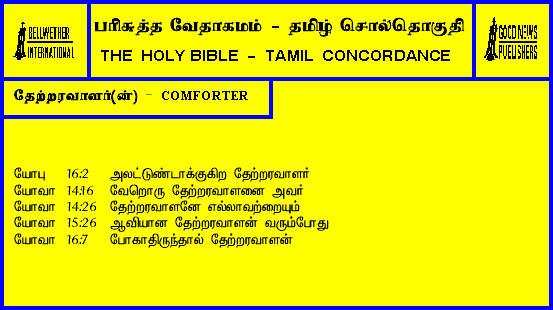 BELLWETHER
INTERNATIONAL
பரிசுத்த வேதாகமம் - தமிழ் சொல்தொகுதி
THE HOLY BIBLE - TAMIL CONCORDANCE
GOOD NEWS
PUBLISHERS
தேற்றரவாளர்(ன்) - COMFORTER
யோபு 16:2 அலட்டுண்டாக்குகிற தேற்றரவாளர்
யோவா 14:16 வேறொரு தேற்றரவாளனை அவர்
யோவா 14:26 தேற்றரவாளனே எல்லாவற்றையும்
யோவா 15:26 ஆவியான தேற்றரவாளன் வரும்போது
யோவா 16:7 போகாதிருந்தால் தேற்றரவாளன்